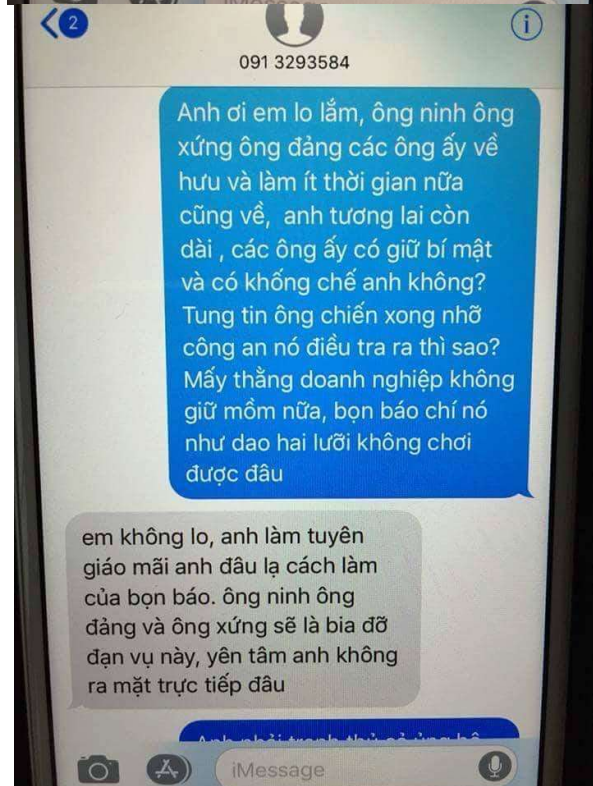 2
091 3293584
Anh ơi em lo lắm, ông ninh ông
xứng ông đảng các ông ấy về
hưu và làm ít thời gian nữa
cũng về, anh tương lai còn
dài , các ông ấy có giữ bí mật
và có khống chế anh không?
Tung tin ông chiến xong nhỡ
công an nó điều tra ra thì sao?
Mấy thằng doanh nghiệp không
giữ mồm nữa, bọn báo chí nó
như dao hai lưỡi không chơi
được đâu
em không lo, anh làm tuyên
giáo mãi anh đâu lạ cách làm
của bọn báo. ông ninh ông
đảng và ông xứng sẽ là bia đỡ
đạn vụ này, yên tâm anh không
ra mặt trực tiếp đâu
iMessage